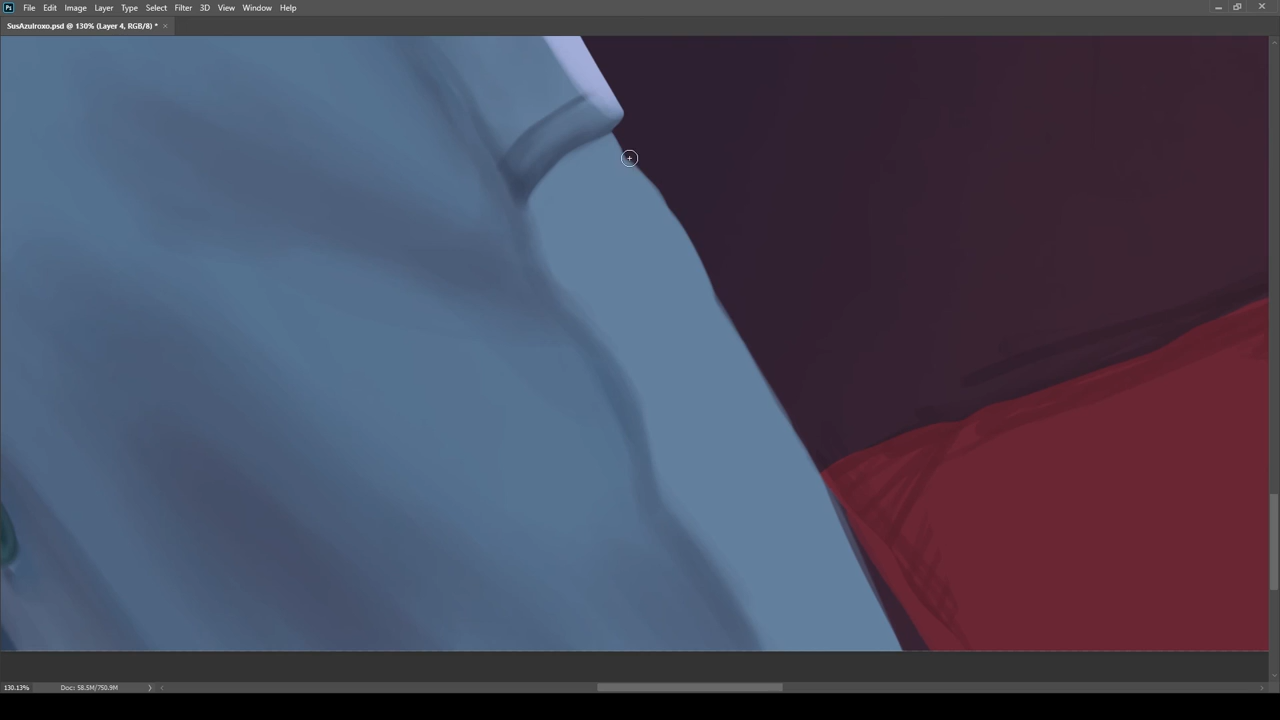 Ps File Edit Image Layer Type Select Filter 3D View Window Help
SusAzulroxo.psd @ 130% (Layer 4, RGB/8) *
130.13% Doc: 58.5M/750.9M